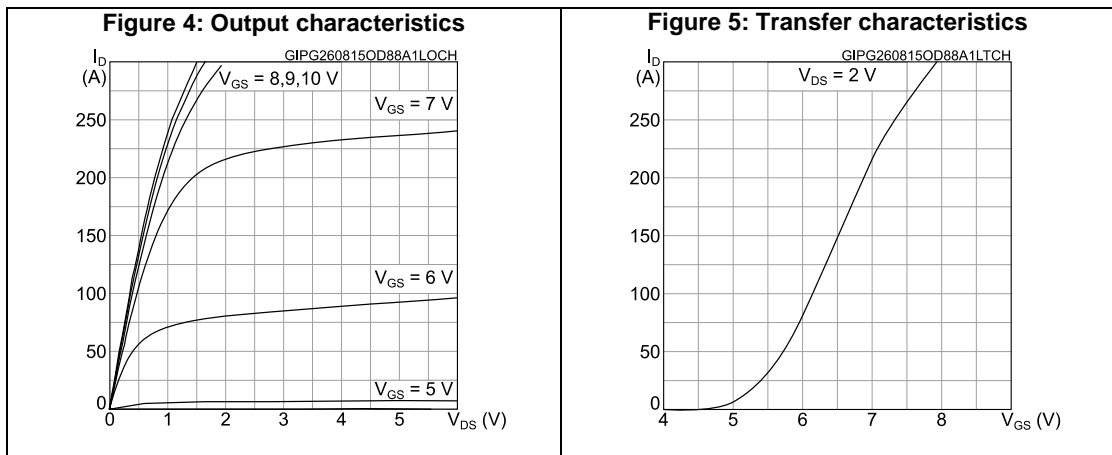 Figure 4: Output characteristics
GIPG260815OD88A1LOCH
I_D
(A)
V_GS = 8,9,10 V
V_GS = 7 V
250
200
150
V_GS = 6 V
100
50
V_GS = 5 V
0
0 1 2 3 4 5 V_DS (V)
Figure 5: Transfer characteristics
GIPG260815OD88A1LTCH
I_D
(A)
V_DS = 2 V
250
200
150
100
50
0
4 5 6 7 8 V_GS (V)